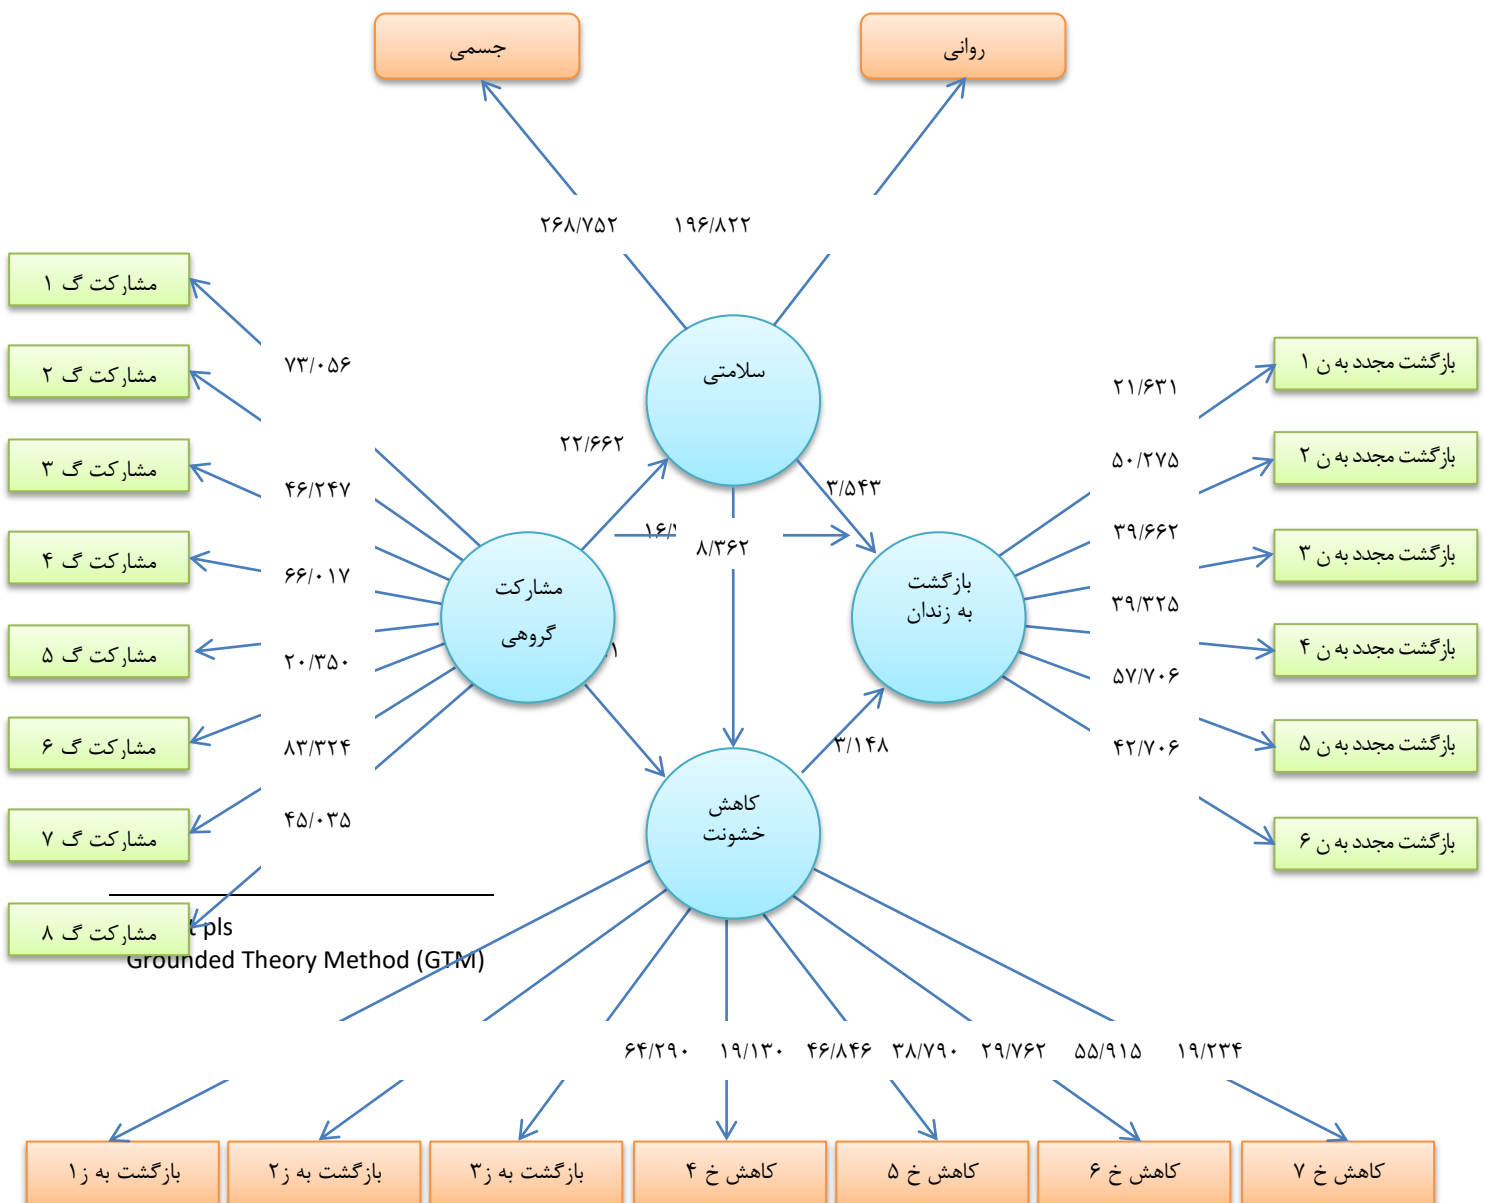 جسمی
روانی
۲۶۸/۷۵۲
۱۹۶/۸۲۲
مشارکت گ ۱
مشارکت گ ۲
مشارکت گ ۳
مشارکت گ ۴
مشارکت گ ۵
مشارکت گ ۶
مشارکت گ ۷
مشارکت گ ۸
۷۳/۰۵۶
۴۶/۲۴۷
۶۶/۰۱۷
۲۰/۳۵۰
۸۳/۳۲۴
۴۵/۰۳۵
سلامتی
۲۲/۶۶۲
۳/۵۴۳
۸/۳۶۲
مشارکت
گروهی
بازگشت
به زندان
۳/۱۴۸
کاهش
خشونت
۲۱/۶۳۱
۵۰/۲۷۵
۳۹/۶۶۲
۳۹/۳۲۵
۵۷/۷۰۶
۴۲/۷۰۶
بازگشت مجدد به ن ۱
بازگشت مجدد به ن ۲
بازگشت مجدد به ن ۳
بازگشت مجدد به ن ۴
بازگشت مجدد به ن ۵
بازگشت مجدد به ن ۶
pls
Grounded Theory Method (GTM)
۶۴/۲۹۰
۱۹/۱۳۰
۴۶/۸۴۶
۳۸/۷۹۰
۲۹/۷۶۲
۵۵/۹۱۵
۱۹/۲۳۴
بازگشت به ز۱
بازگشت به ز۲
بازگشت به ز۳
کاهش خ ۴
کاهش خ ۵
کاهش خ ۶
کاهش خ ۷